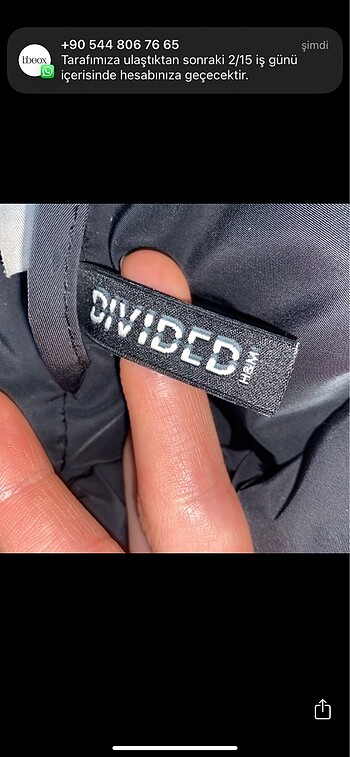 +90 544 806 76 65
şimdi
tbeox
Tarafımıza ulaştıktan sonraki 2/15 iş günü
içerisinde hesabınıza geçecektir.
DIVIDED
H&M